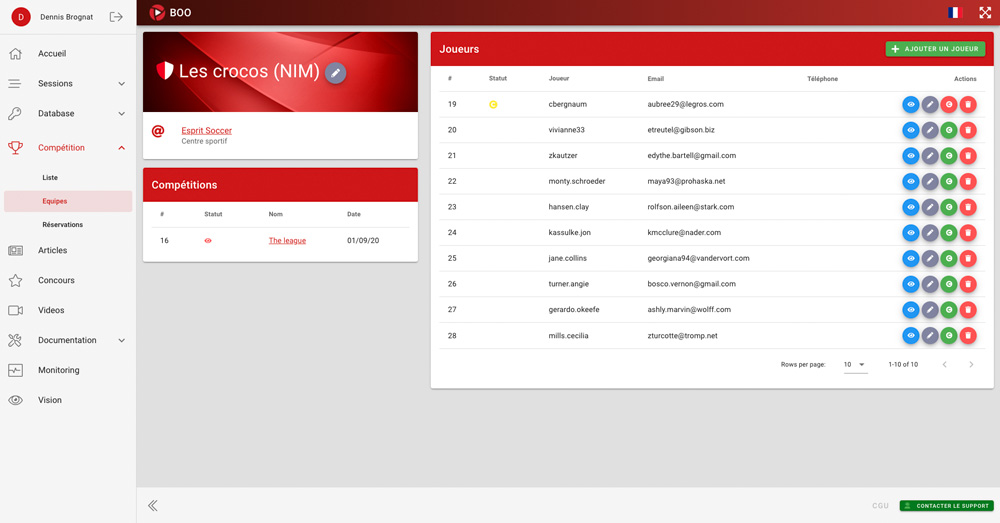 D Dennis Brognat
BOO
Accueil
Sessions
Database
Compétition
Liste
Equipes
Réservations
Articles
Concours
Videos
Documentation
Monitoring
Vision
Les crocos (NIM)
@ Esprit Soccer
Centre sportif
Compétitions
# Statut Nom Date
16 The league 01/09/20
Joueurs
AJOUTER UN JOUEUR
# Statut Joueur Email Téléphone Actions
19 cbergnaum aubree29@legros.com
20 vivianne33 etreutel@gibson.biz
21 zkautzer edythe.bartell@gmail.com
22 monty.schroeder maya93@prohaska.net
23 hansen.clay rolfson.aileen@stark.com
24 kassulke.jon kmcclure@nader.com
25 jane.collins georgiana94@vandervort.com
26 turner.angie bosco.vernon@gmail.com
27 gerardo.okeefe ashly.marvin@wolff.com
28 mills.cecilia zturcotte@tromp.net
Rows per page: 10 1-10 of 10
CGU CONTACTER LE SUPPORT